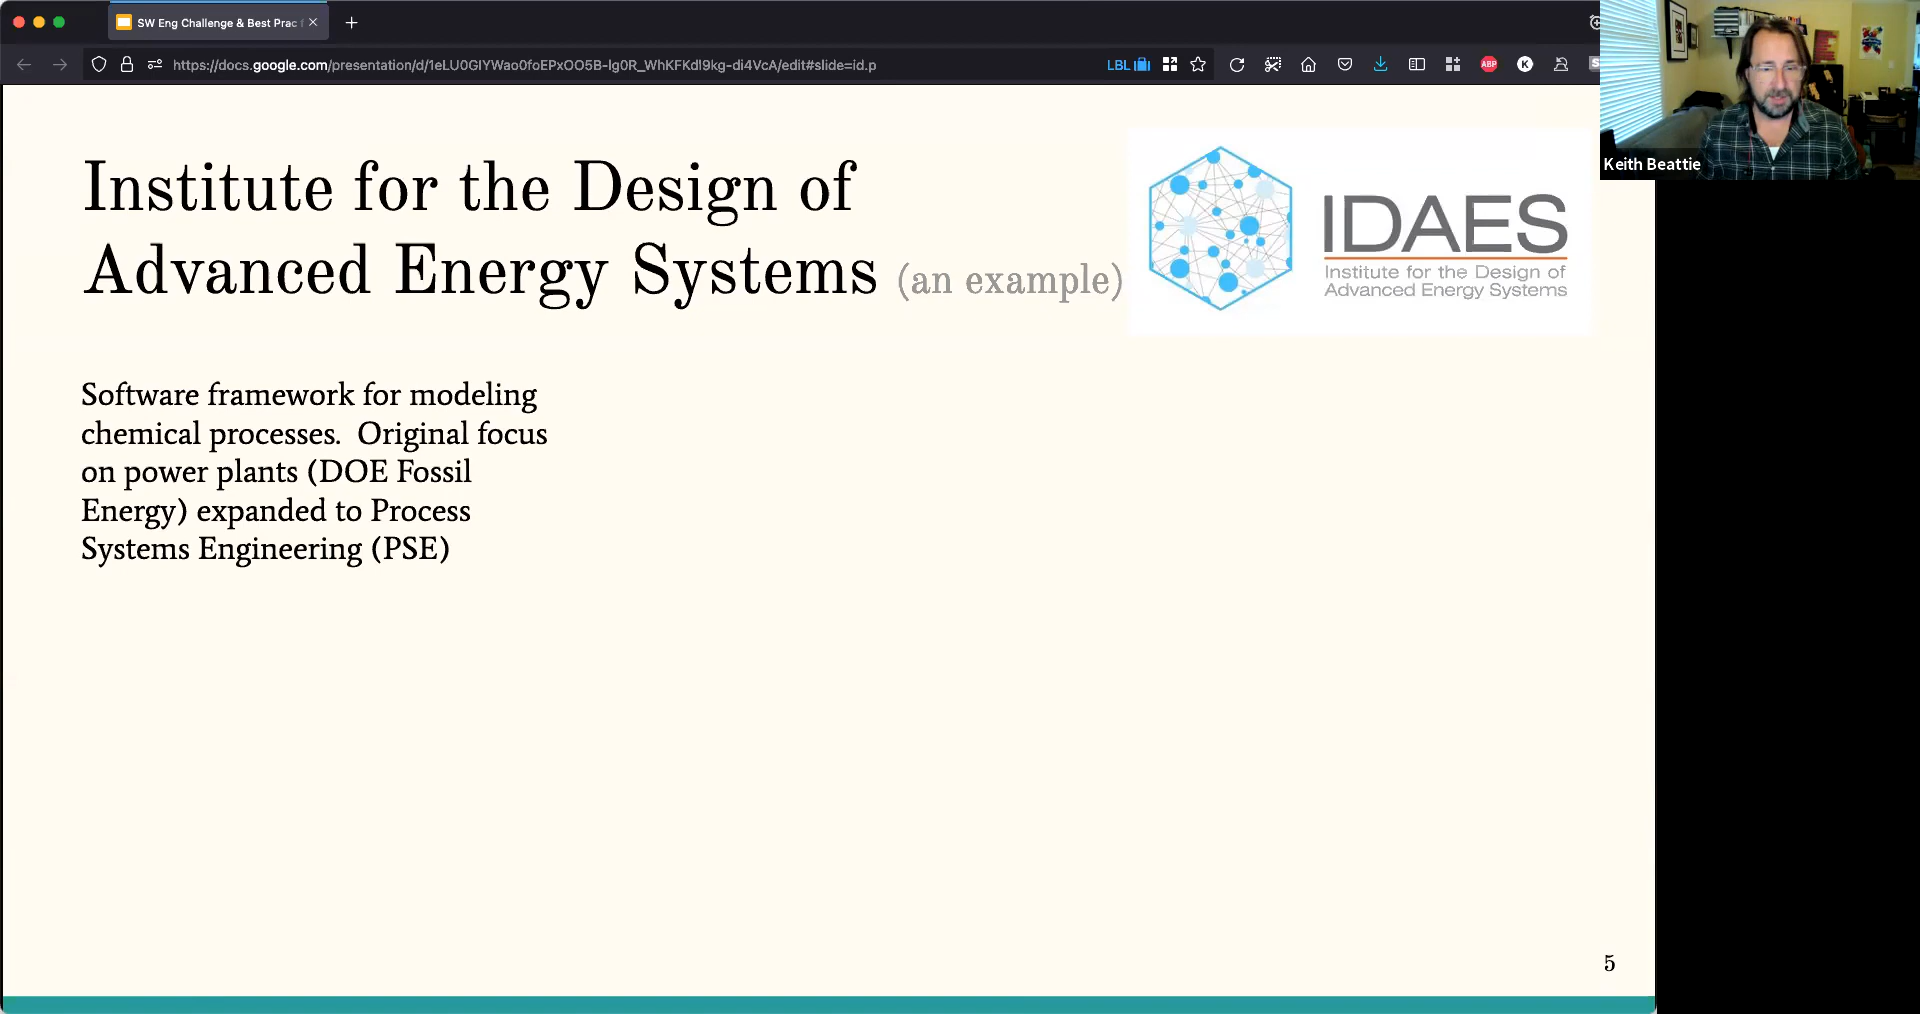 SW Eng Challenge & Best Prac f
https://docs.google.com/presentation/d/1eLU0GIYWao0foEPxOO5B-Ig0R_WhKFKdl9kg-di4VcA/edit#slide=id.p
LBL
ABP
K
S
Keith Beattie
Institute for the Design of
Advanced Energy Systems (an example)
IDAES
Institute for the Design of
Advanced Energy Systems
Software framework for modeling
chemical processes.  Original focus
on power plants (DOE Fossil
Energy) expanded to Process
Systems Engineering (PSE)
5